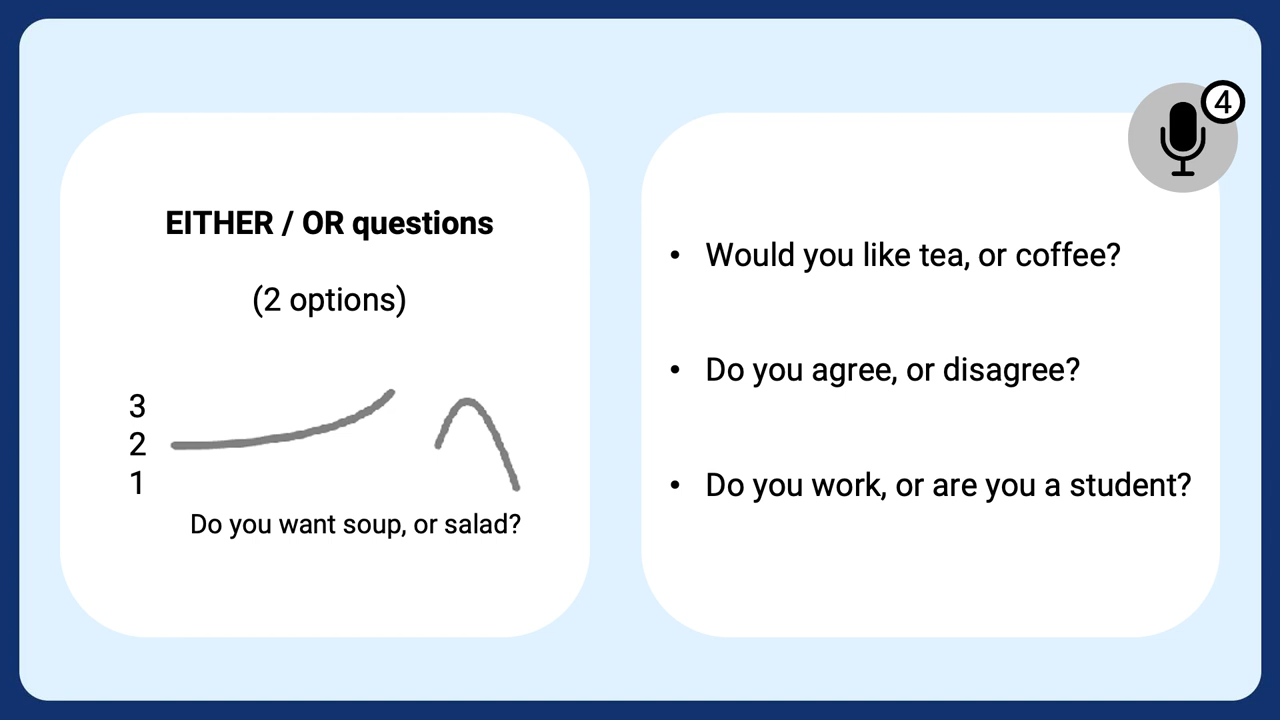 EITHER / OR questions
(2 options)
3
2
1
Do you want soup, or salad?
4
• Would you like tea, or coffee?
• Do you agree, or disagree?
• Do you work, or are you a student?